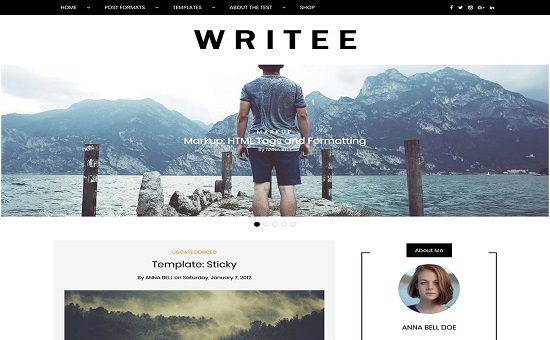 HOME POST FORMATS TEMPLATES ABOUT THE TEST SHOP
WRITEE
MARKUP
Markup: HTML Tags and Formatting
By ANNA BELL
UNCATEGORIZED
Template: Sticky
By ANNA BELL on Saturday, January 7, 2012
About Me
ANNA BELL DOE